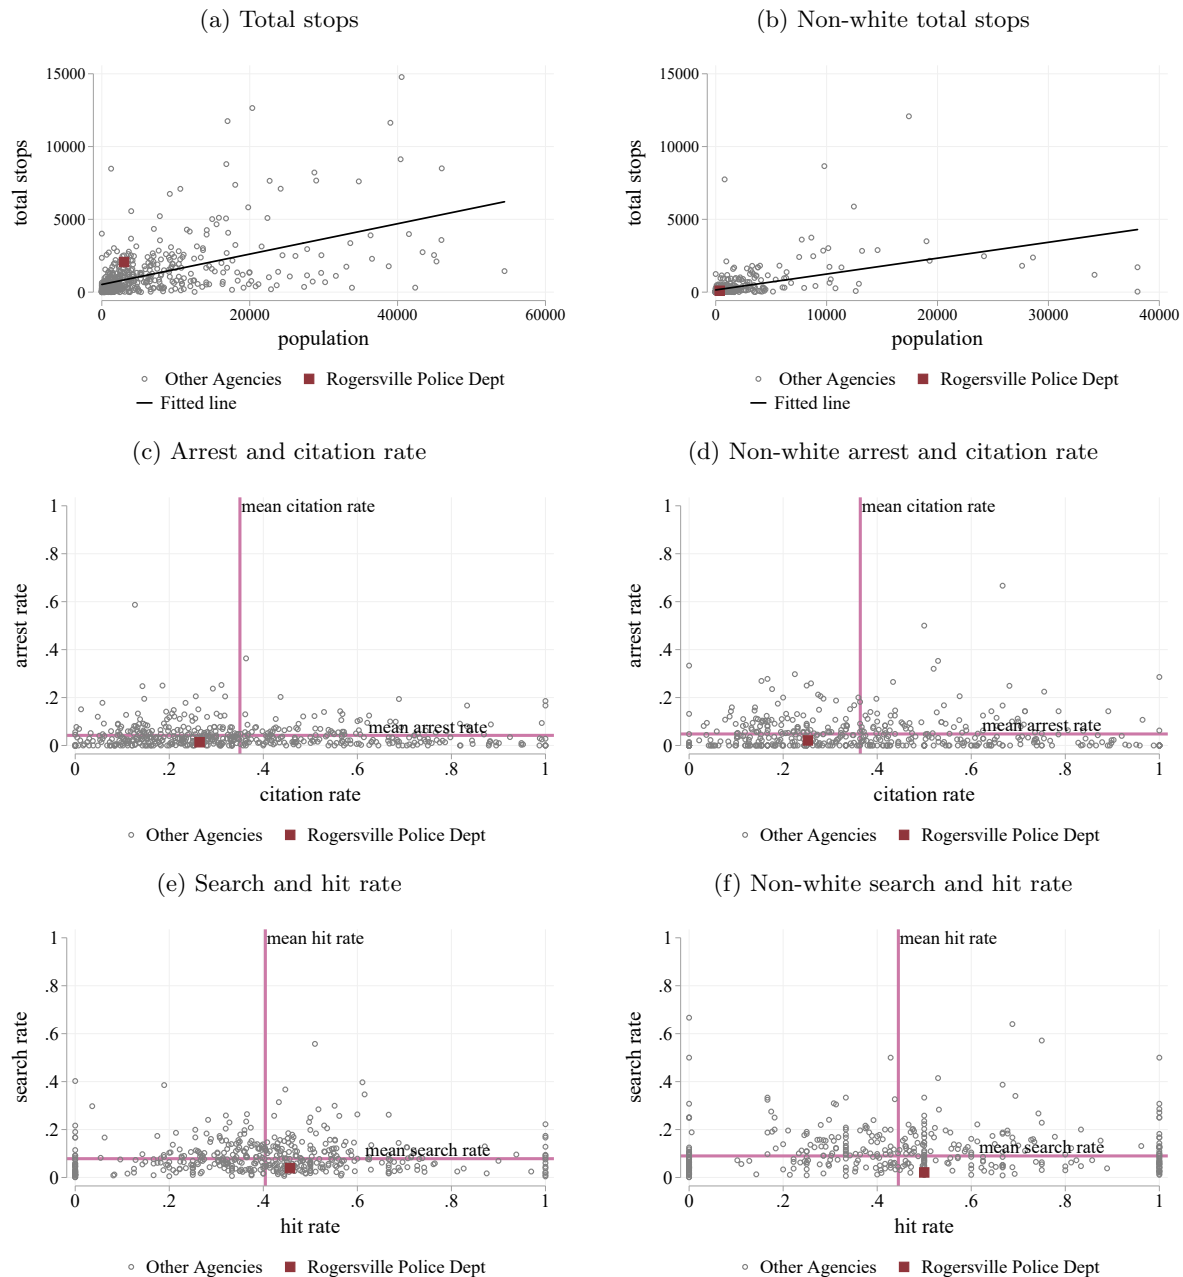 (a) Total stops
total stops
15000
10000
5000
0
0 20000 40000 60000
population
Other Agencies Rogersville Police Dept
Fitted line
(b) Non-white total stops
total stops
15000
10000
5000
0
0 10000 20000 30000 40000
population
Other Agencies Rogersville Police Dept
Fitted line
(c) Arrest and citation rate
arrest rate
1
.8
.6
.4
.2
0
mean citation rate
mean arrest rate
0 .2 .4 .6 .8 1
citation rate
Other Agencies Rogersville Police Dept
(d) Non-white arrest and citation rate
arrest rate
1
.8
.6
.4
.2
0
mean citation rate
mean arrest rate
0 .2 .4 .6 .8 1
citation rate
Other Agencies Rogersville Police Dept
(e) Search and hit rate
search rate
1
.8
.6
.4
.2
0
mean hit rate
mean search rate
0 .2 .4 .6 .8 1
hit rate
Other Agencies Rogersville Police Dept
(f) Non-white search and hit rate
search rate
1
.8
.6
.4
.2
0
mean hit rate
mean search rate
0 .2 .4 .6 .8 1
hit rate
Other Agencies Rogersville Police Dept